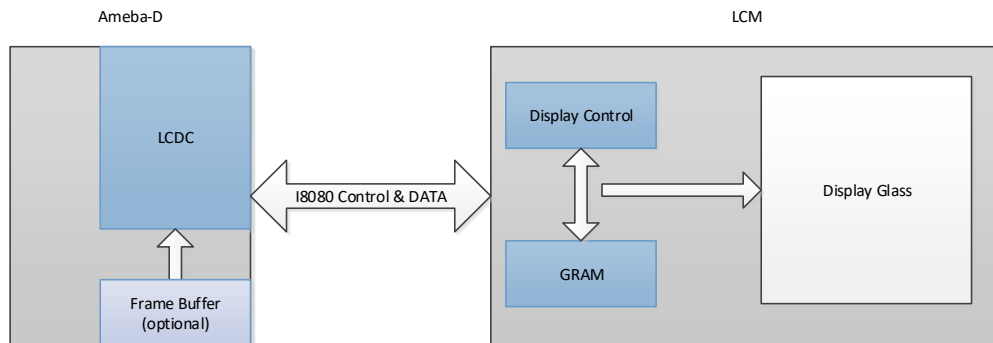 Ameba-D
LCM
LCDC
Display Control
I8080 Control & DATA
Display Glass
GRAM
Frame Buffer
(optional)